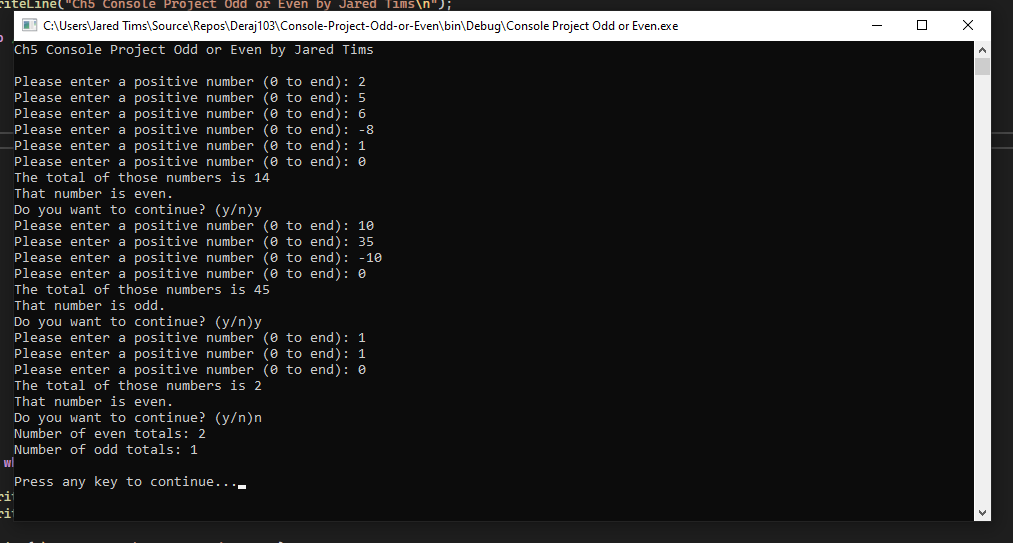 riteLine("Ch5 Console Project Odd or Even by Jared Tims\n");
C:\Users\Jared Tims\Source\Repos\Deraj103\Console-Project-Odd-or-Even\bin\Debug\Console Project Odd or Even.exe
Ch5 Console Project Odd or Even by Jared Tims
Please enter a positive number (0 to end): 2
Please enter a positive number (0 to end): 5
Please enter a positive number (0 to end): 6
Please enter a positive number (0 to end): -8
Please enter a positive number (0 to end): 1
Please enter a positive number (0 to end): 0
The total of those numbers is 14
That number is even.
Do you want to continue? (y/n)y
Please enter a positive number (0 to end): 10
Please enter a positive number (0 to end): 35
Please enter a positive number (0 to end): -10
Please enter a positive number (0 to end): 0
The total of those numbers is 45
That number is odd.
Do you want to continue? (y/n)y
Please enter a positive number (0 to end): 1
Please enter a positive number (0 to end): 1
Please enter a positive number (0 to end): 0
The total of those numbers is 2
That number is even.
Do you want to continue? (y/n)n
Number of even totals: 2
Number of odd totals: 1
Press any key to continue...